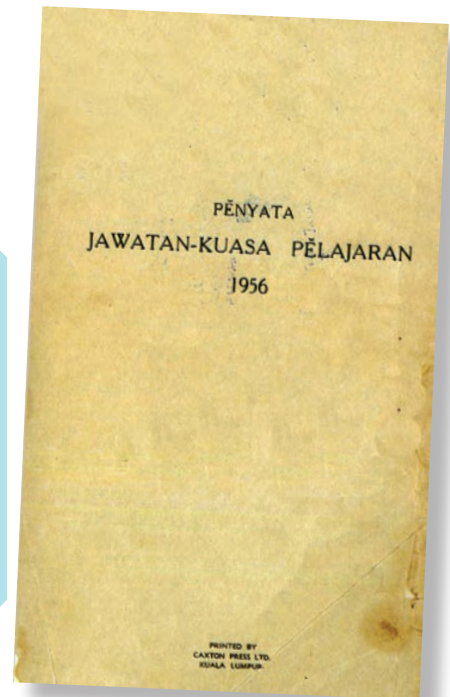 PĔNYATA
JAWATAN-KUASA PĔLAJARAN
1956
PRINTED BY
CAXTON PRESS LTD.
KUALA LUMPUR.